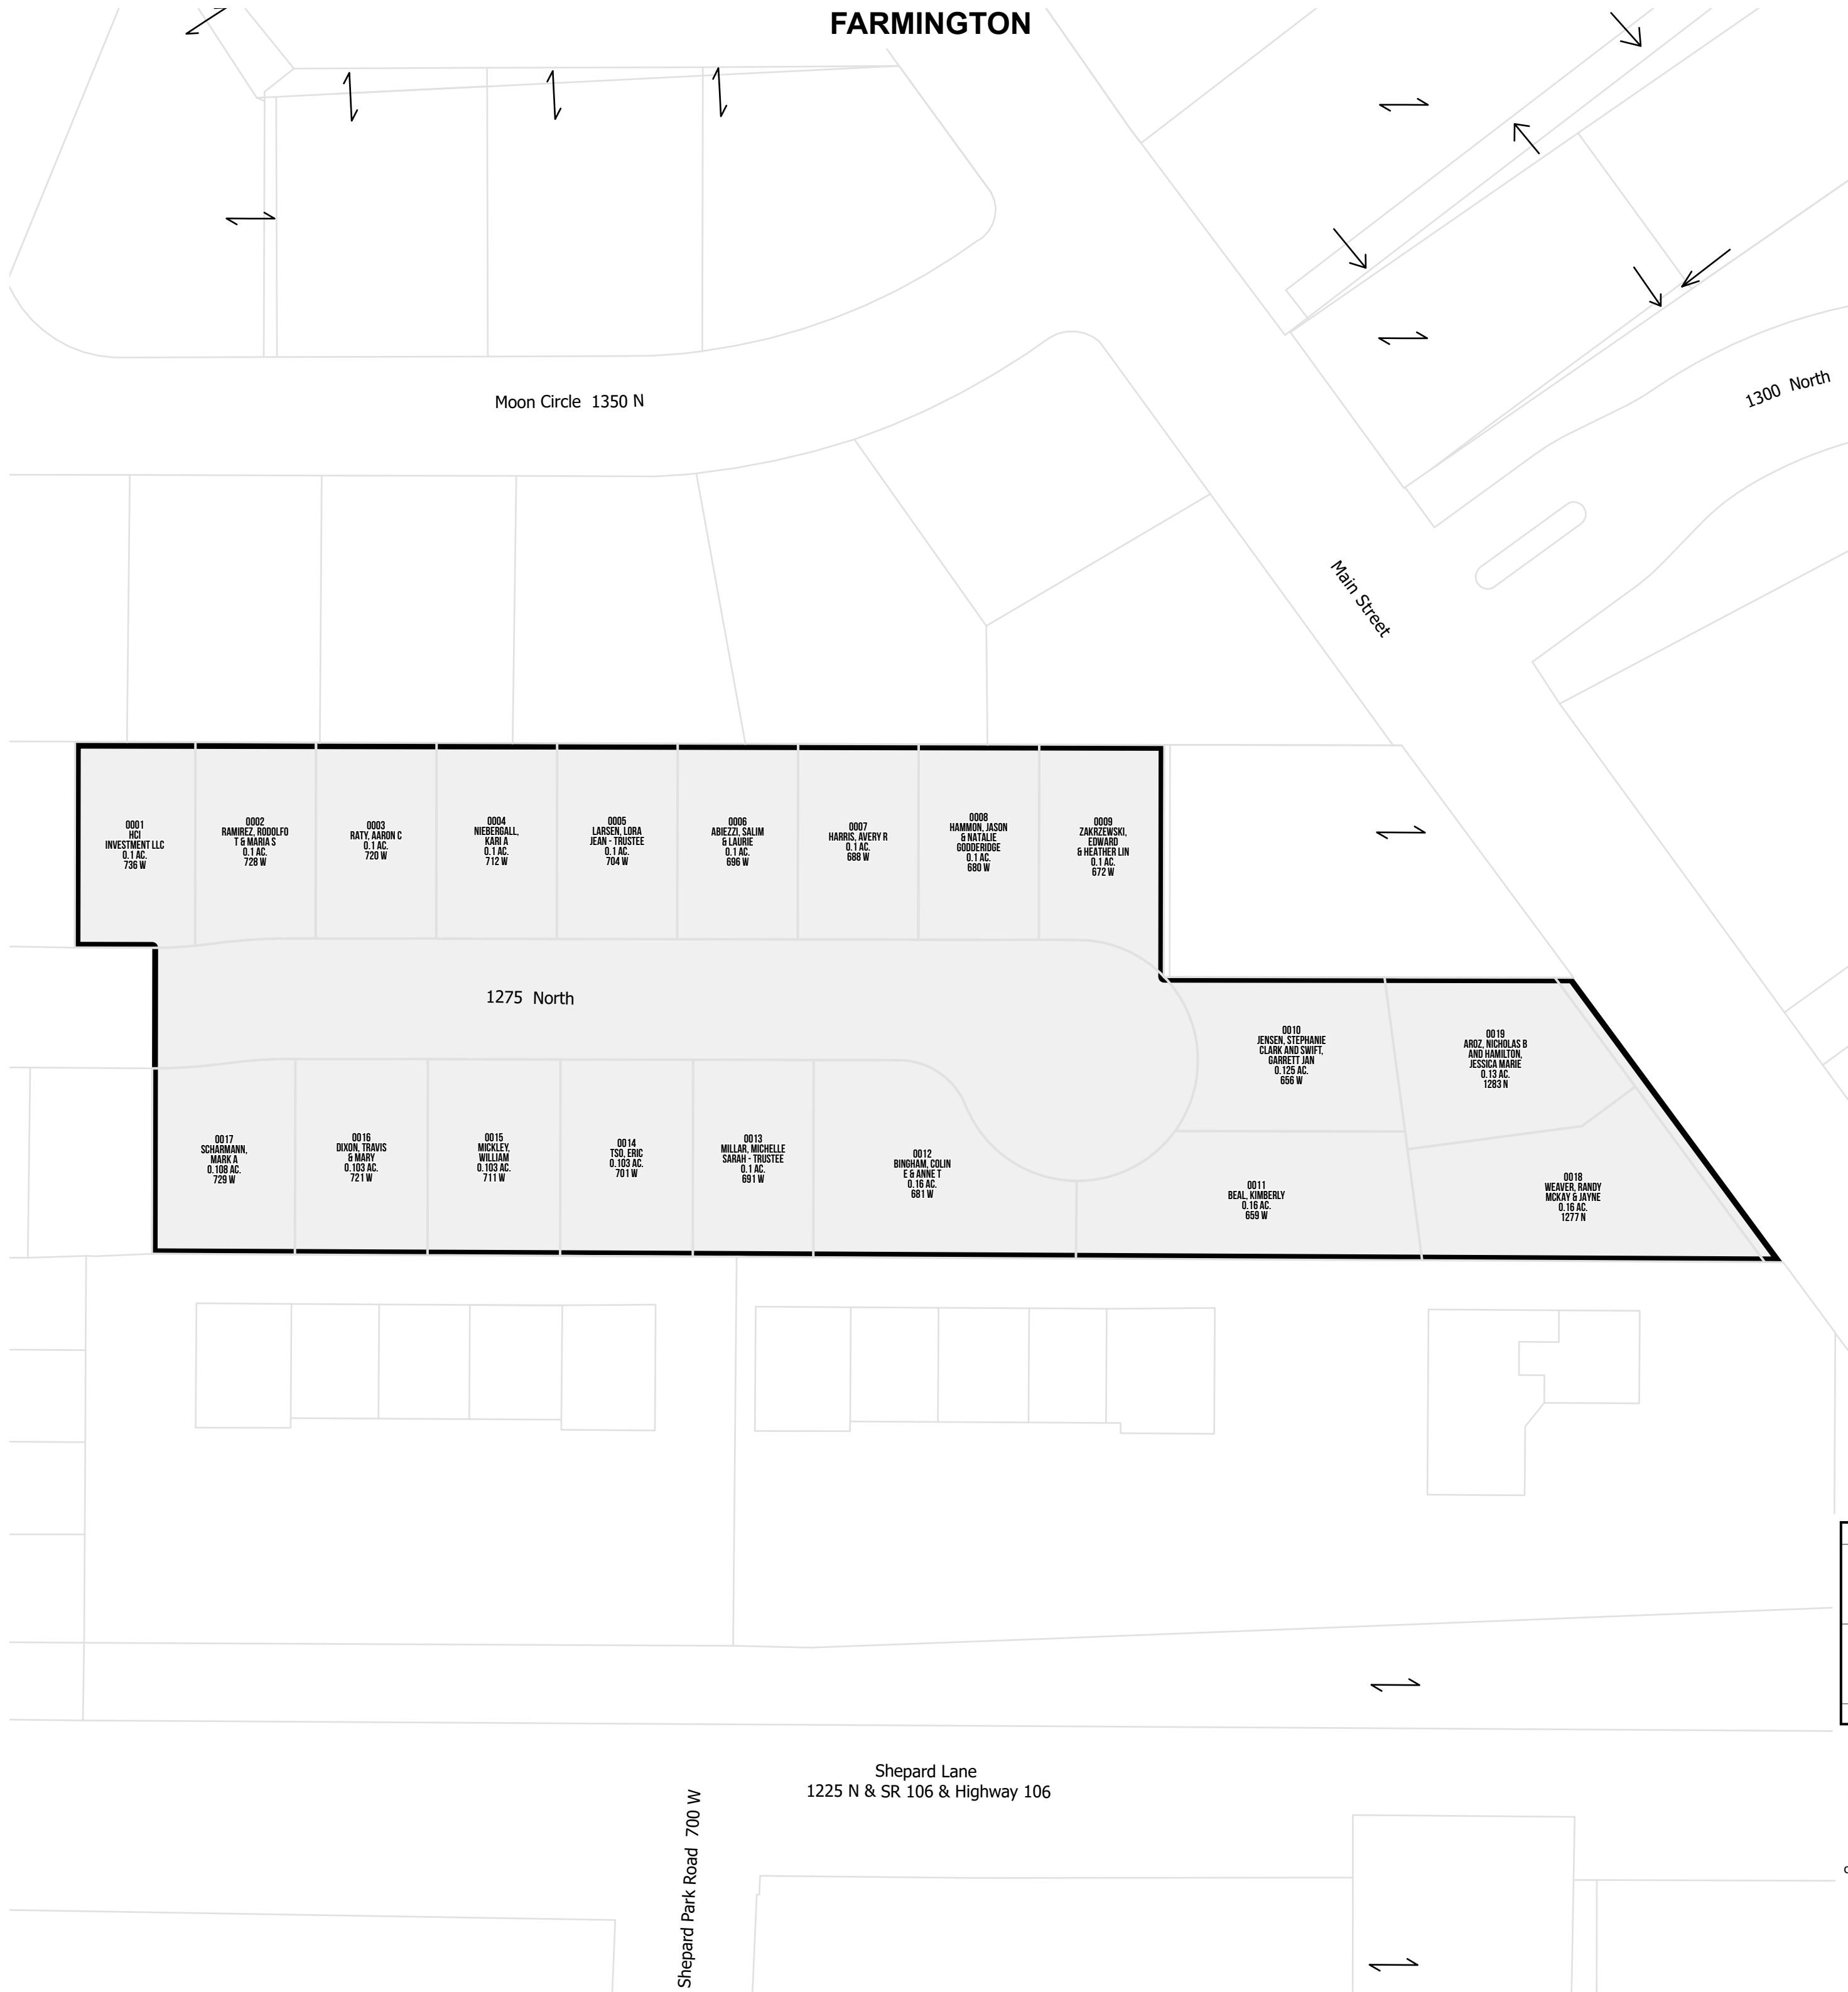 FARMINGTON
Moon Circle 1350 N
1300 North
Main Street
0001
HCI
INVESTMENT LLC
0.1 AC.
736 W
0002
RAMIREZ, RODOLFO
T & MARIA S
0.1 AC.
728 W
0003
RATY, AARON C
0.1 AC.
720 W
0004
NIEBERGALL,
KARI A
0.1 AC.
712 W
0005
LARSEN, LORA
JEAN - TRUSTEE
0.1 AC.
704 W
0006
ABIEZZI, SALIM
& LAURIE
0.1 AC.
696 W
0007
HARRIS, AVERY R
0.1 AC.
688 W
0008
HAMMON, JASON
& NATALIE
GODDERIDGE
0.1 AC.
680 W
0009
ZAKRZEWSKI,
EDWARD
& HEATHER LIN
0.1 AC.
672 W
1275 North
0010
JENSEN, STEPHANIE
CLARK AND SWIFT,
GARRETT JAN
0.125 AC.
656 W
0019
AROZ, NICHOLAS B
AND HAMILTON,
JESSICA MARIE
0.13 AC.
1283 N
0017
SCHARMANN,
MARK A
0.108 AC.
729 W
0016
DIXON, TRAVIS
& MARY
0.103 AC.
721 W
0015
MICKLEY,
WILLIAM
0.103 AC.
711 W
0014
TSO, ERIC
0.103 AC.
701 W
0013
MILLAR, MICHELLE
SARAH - TRUSTEE
0.1 AC.
691 W
0012
BINGHAM, COLIN
E & ANNE T
0.16 AC.
681 W
0011
BEAL, KIMBERLY
0.16 AC.
659 W
0018
WEAVER, RANDY
MCKAY & JAYNE
0.16 AC.
1277 N
Shepard Lane
1225 N & SR 106 & Highway 106
Shepard Park Road 700 W